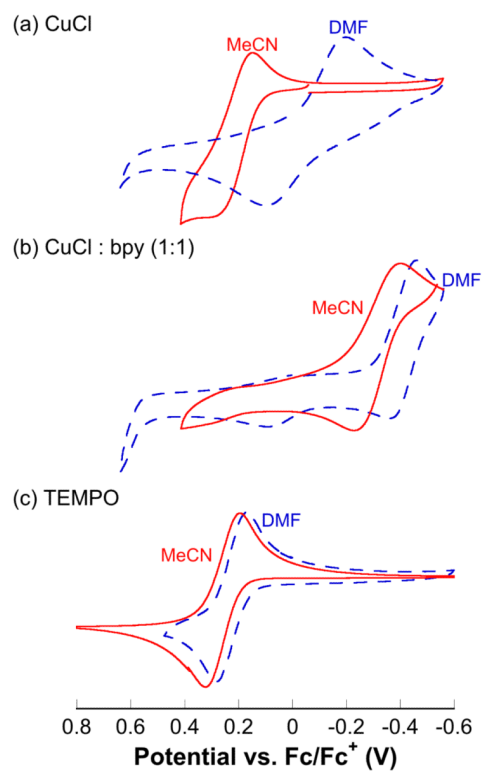 (a) CuCl
DMF
MeCN
(b) CuCl : bpy (1:1)
MeCN
DMF
(c) TEMPO
DMF
MeCN
0.8 0.6 0.4 0.2 0 -0.2 -0.4 -0.6
Potential vs. Fc/Fc⁺ (V)